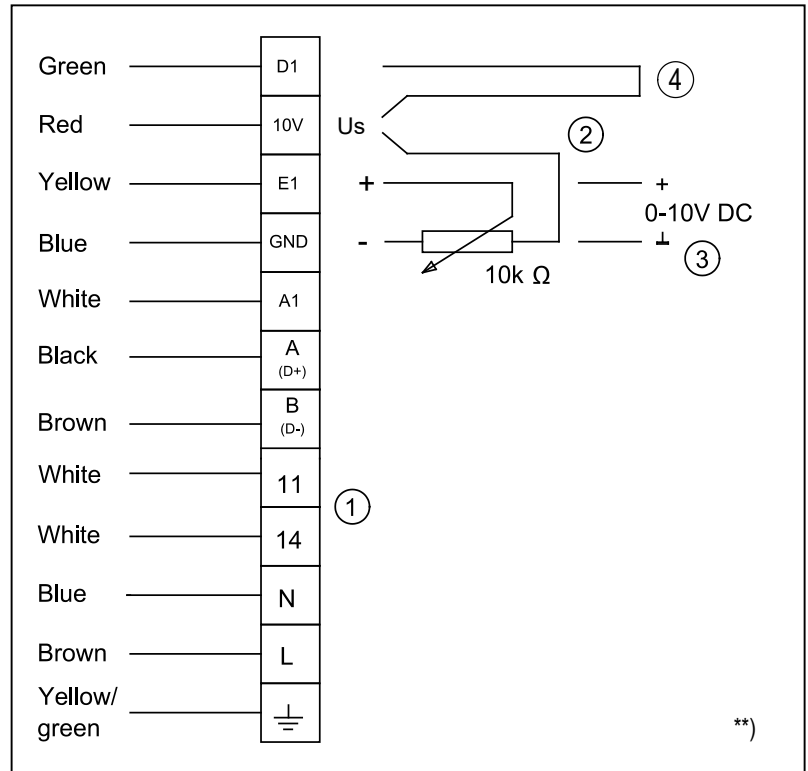 Green D1 ④
Red 10V Us ②
Yellow E1 + +
0-10V DC
Blue GND - ⊥ ③
10k Ω
White A1
Black A
(D+)
Brown B
(D-)
White 11 ①
White 14
Blue N
Brown L
Yellow/
green
**)